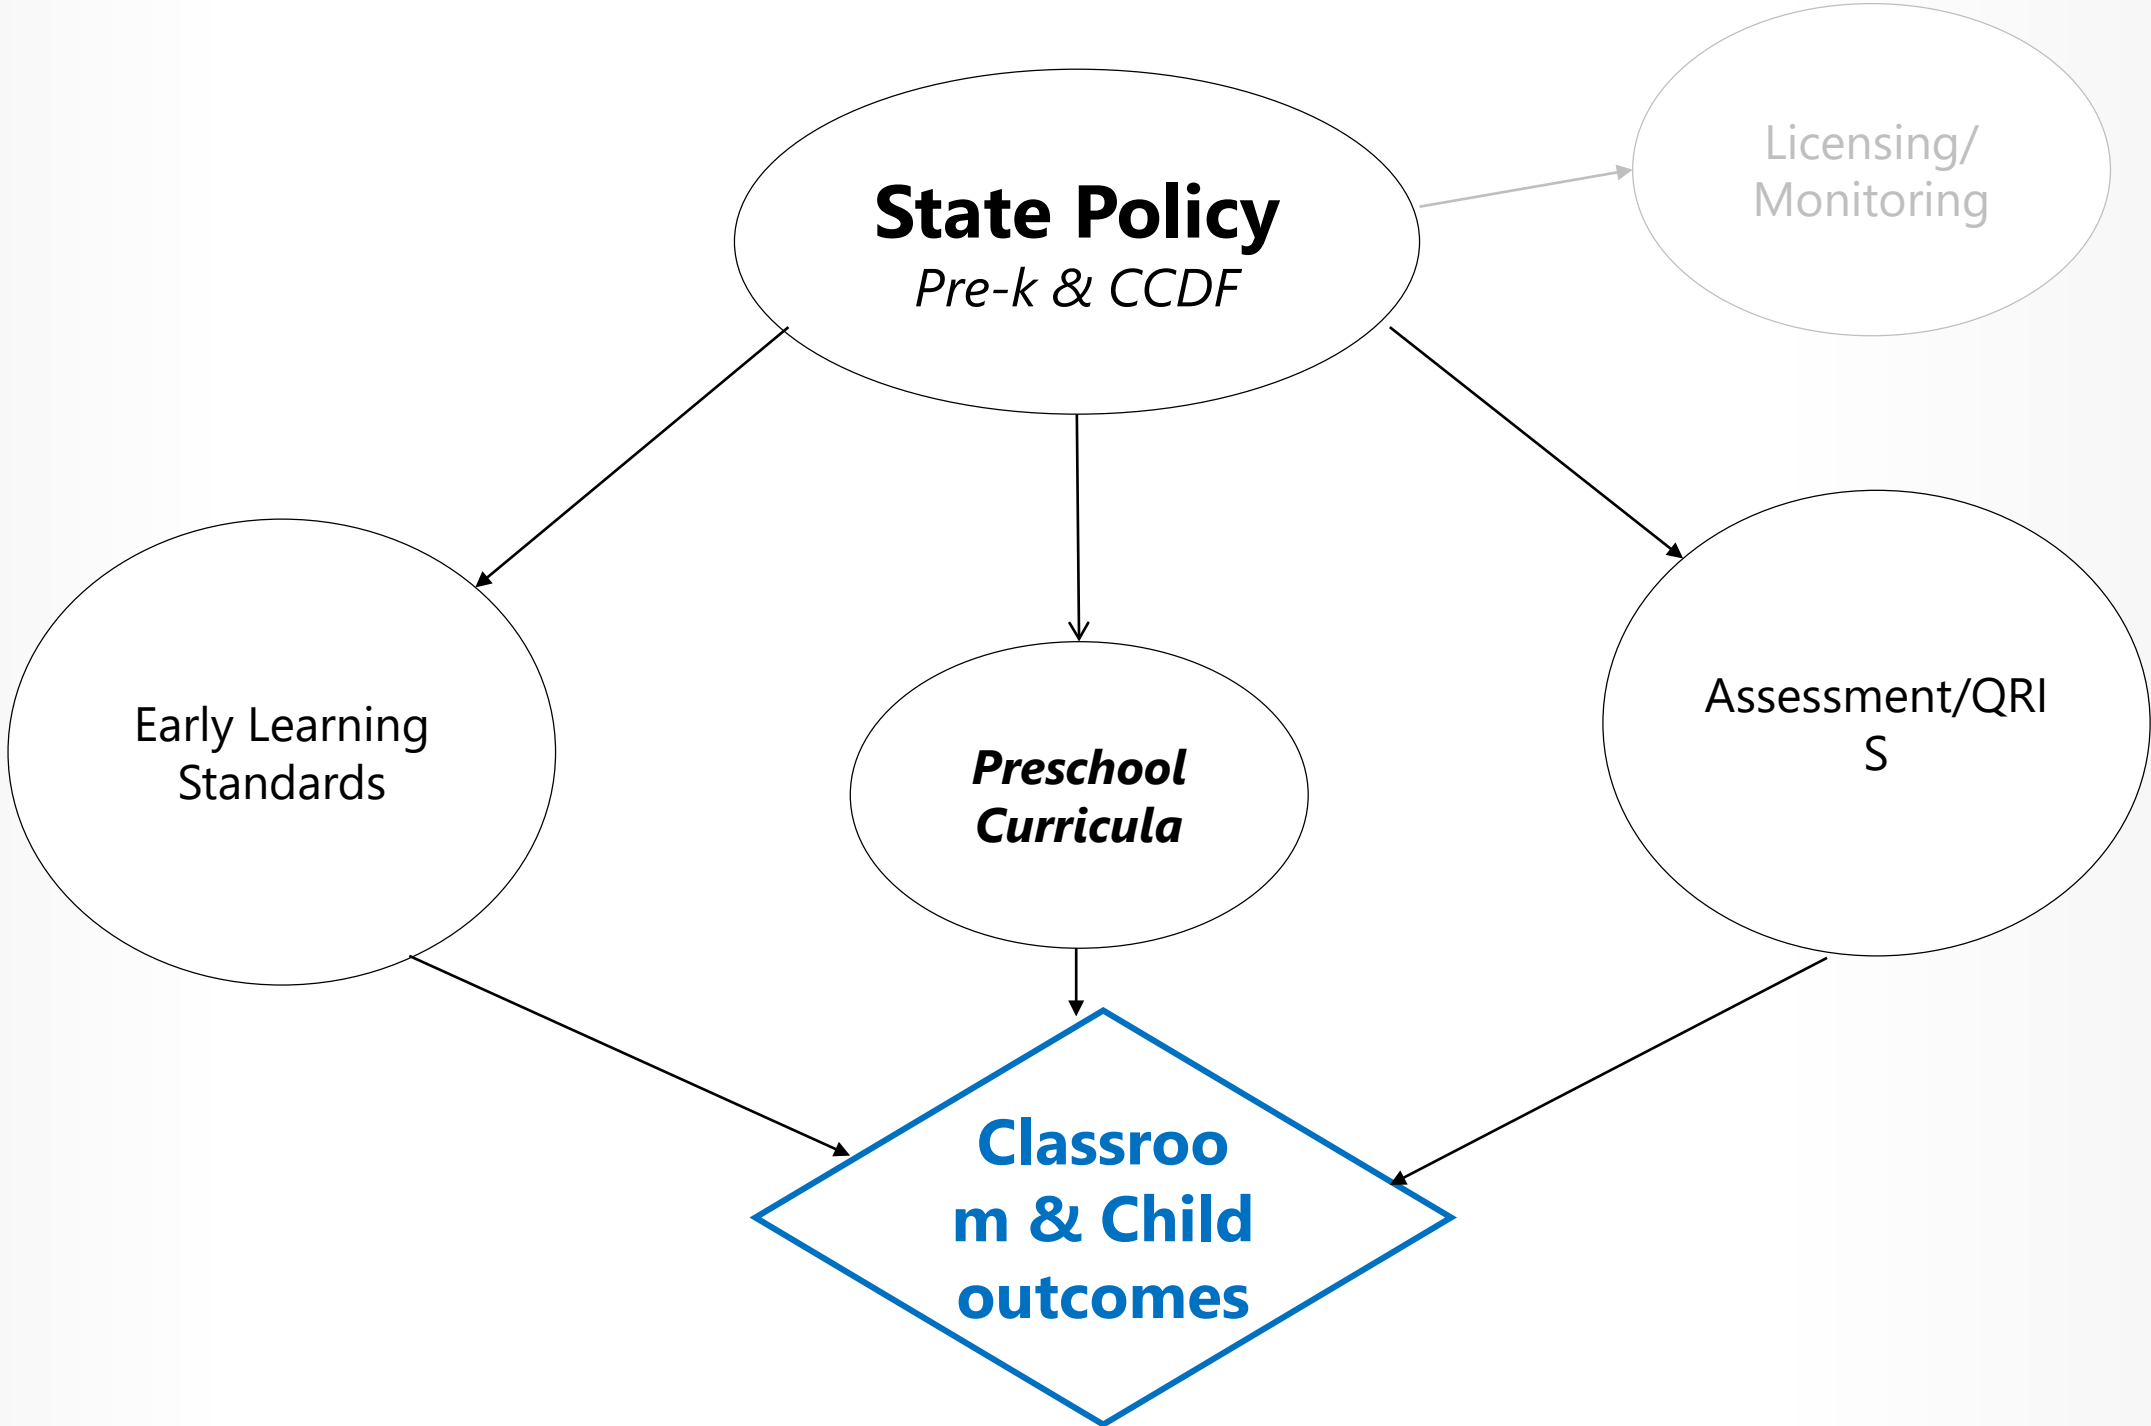 Licensing/
Monitoring
State Policy
Pre-k & CCDF
Early Learning
Standards
Preschool
Curricula
Assessment/QRI
S
Classroo
m & Child
outcomes